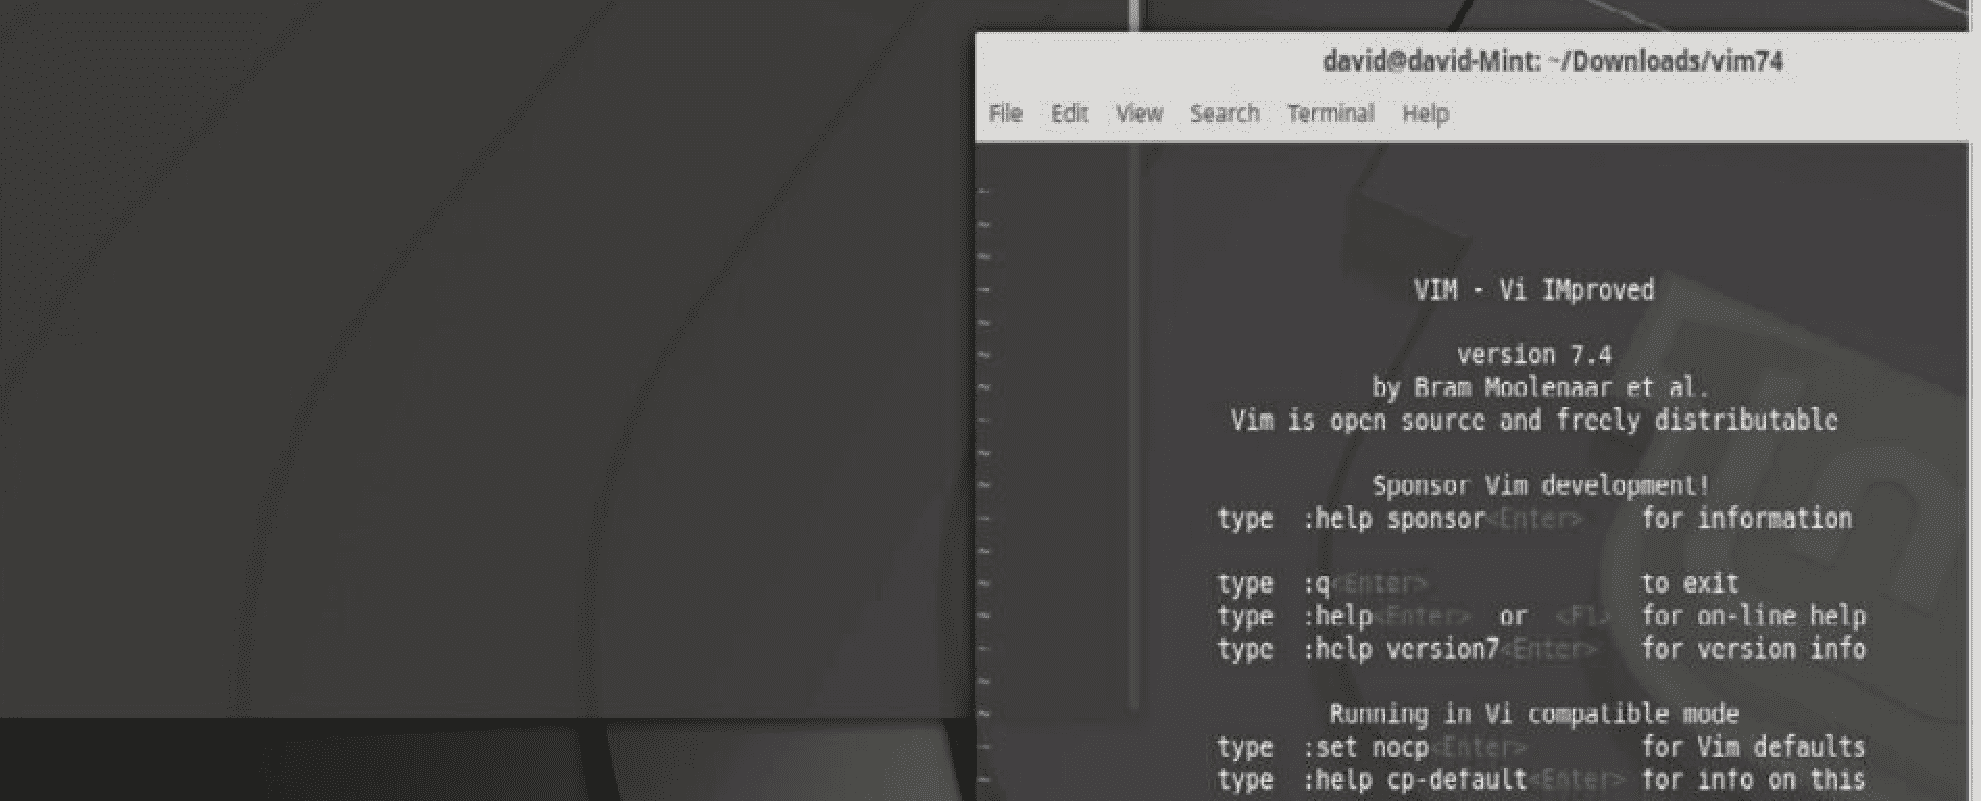 david@david-Mint: ~/Downloads/vim74
File Edit View Search Terminal Help
VIM - Vi IMproved
version 7.4
by Bram Moolenaar et al.
Vim is open source and freely distributable
Sponsor Vim development!
type :help sponsor<Enter> for information
type :q<Enter> to exit
type :help<Enter> or <F1> for on-line help
type :help version7<Enter> for version info
Running in Vi compatible mode
type :set nocp<Enter> for Vim defaults
type :help cp-default<Enter> for info on this